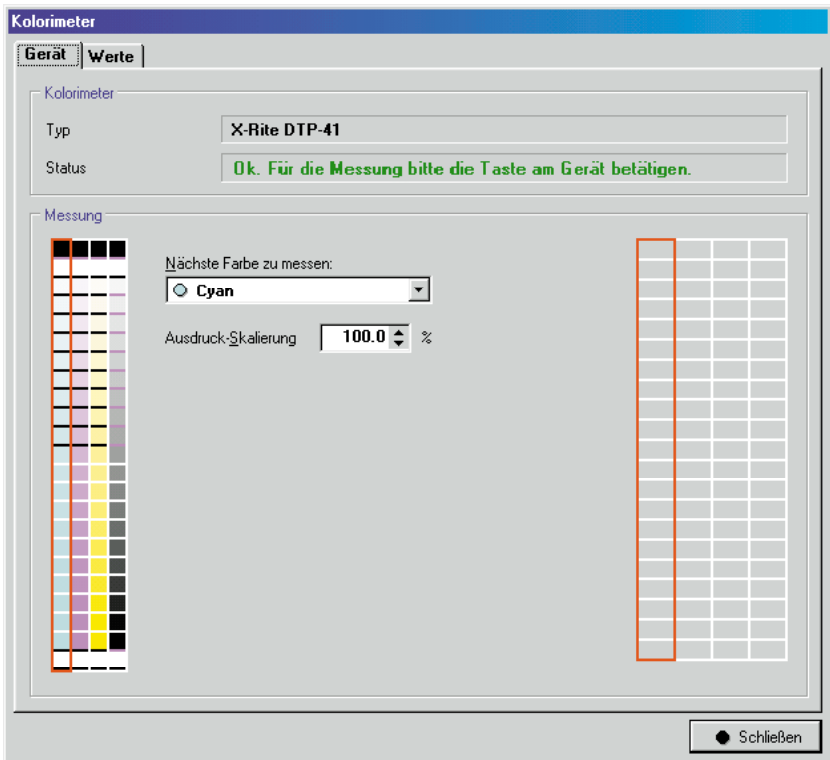 Kolorimeter
Gerät Werte
Kolorimeter
Typ X-Rite DTP-41
Status Ok. Für die Messung bitte die Taste am Gerät betätigen.
Messung
Nächste Farbe zu messen:
Cyan
Ausdruck-Skalierung 100.0 %
Schließen